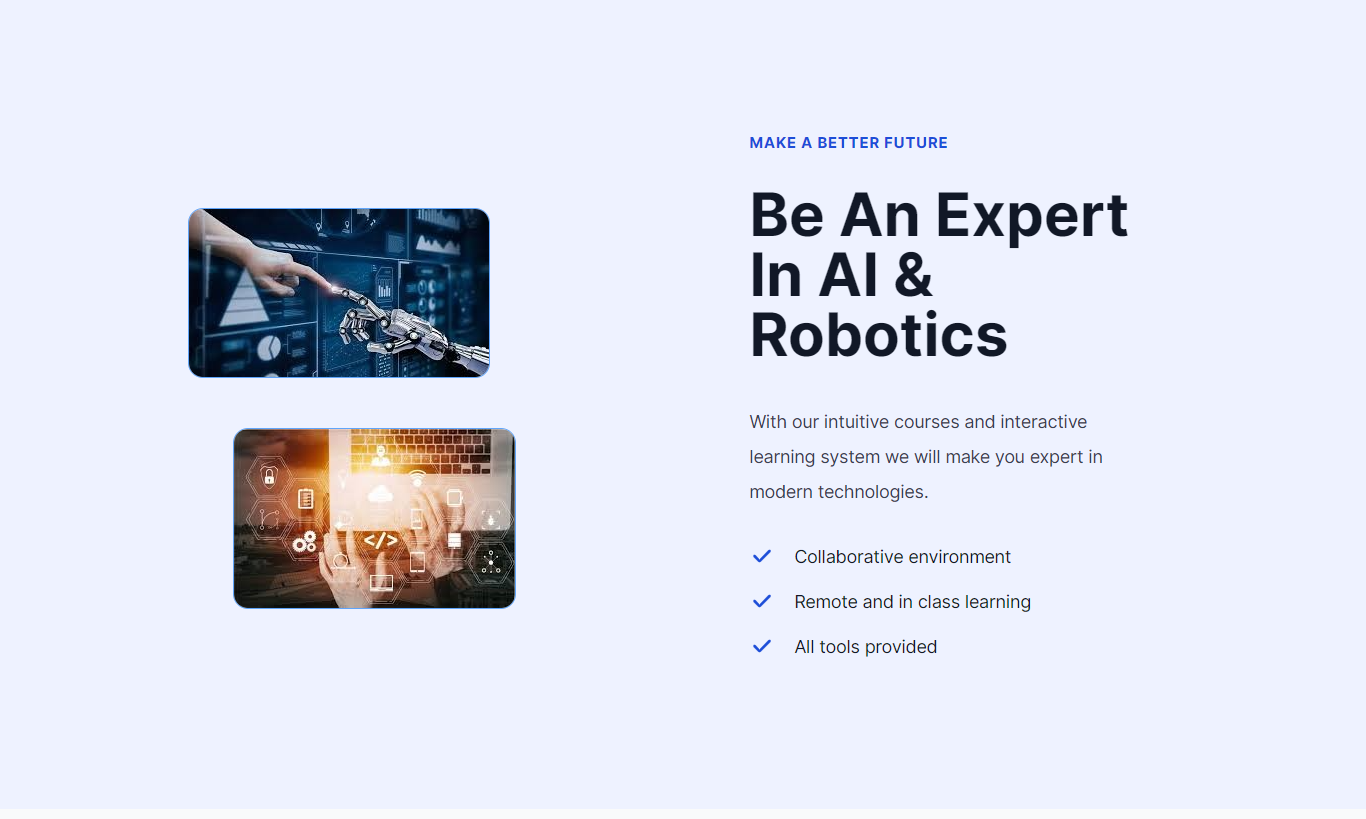 MAKE A BETTER FUTURE
Be An Expert
In AI &
Robotics
With our intuitive courses and interactive
learning system we will make you expert in
modern technologies.
Collaborative environment
Remote and in class learning
All tools provided
</>